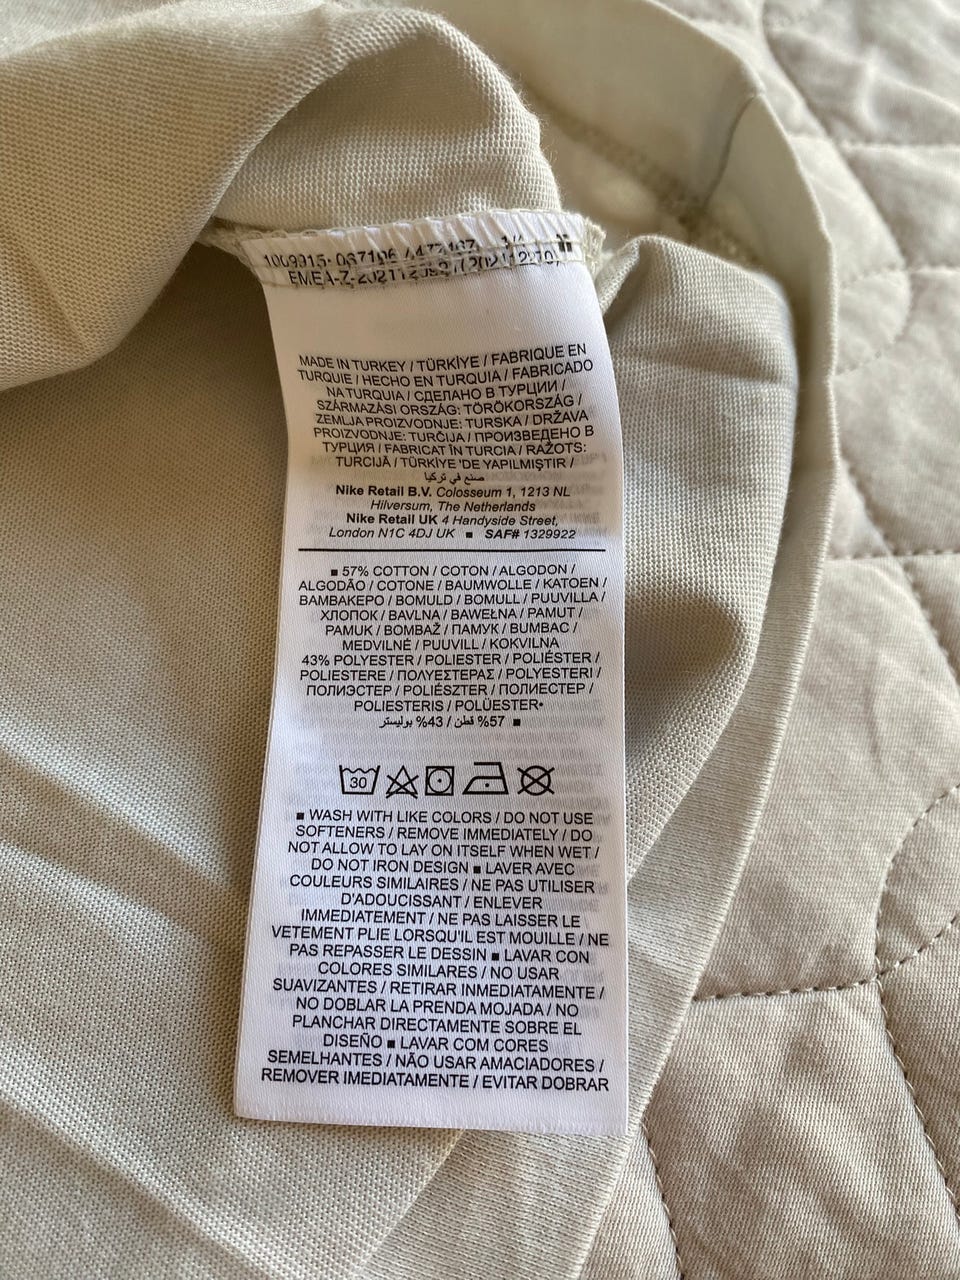 MADE IN TURKEY / TÜRKİYE / FABRIQUE EN
TURQUIE / HECHO EN TURQUIA / FABRICADO
NA TURQUIA / СДЕЛАНО В ТУРЦИИ /
SZÁRMAZÁSI ORSZÁG: TÖRÖKORSZÁG /
ZEMLJA PROIZVODNJE: TURSKA / DRŽAVA
PROIZVODNJE: TURČIJA / ПРОИЗВЕДЕНО В
ТУРЦИЯ / FABRICAT ÎN TURCIA / RAŽOTS:
TURCIJĀ / TÜRKİYE 'DE YAPILMIŞTIR /
صنع في تركيا
Nike Retail B.V. Colosseum 1, 1213 NL
Hilversum, The Netherlands
Nike Retail UK 4 Handyside Street,
London N1C 4DJ UK ■ SAF# 1329922
■ 57% COTTON / COTON / ALGODON /
ALGODÃO / COTONE / BAUMWOLLE / KATOEN /
ΒΑΜΒΑΚΕΡΟ / BOMULD / BOMULL / PUUVILLA /
ХЛОПОК / BAVLNA / BAWEŁNA / PAMUT /
PAMUK / BOMBAŽ / ПАМУК / BUMBAC /
MEDVILNĖ / PUUVILL / KOKVILNA
43% POLYESTER / POLIESTER / POLIÉSTER /
POLIESTERE / ΠΟΛΥΕΣΤΕΡΑΣ / POLYESTERI /
ПОЛИЭСТЕР / POLIÉSZTER / ПОЛИЕСТЕР /
POLIESTERIS / POLÜESTER•
57% قطن / 43% بوليستر ■
30
■ WASH WITH LIKE COLORS / DO NOT USE
SOFTENERS / REMOVE IMMEDIATELY / DO
NOT ALLOW TO LAY ON ITSELF WHEN WET /
DO NOT IRON DESIGN ■ LAVER AVEC
COULEURS SIMILAIRES / NE PAS UTILISER
D'ADOUCISSANT / ENLEVER
IMMEDIATEMENT / NE PAS LAISSER LE
VETEMENT PLIE LORSQU'IL EST MOUILLE / NE
PAS REPASSER LE DESSIN ■ LAVAR CON
COLORES SIMILARES / NO USAR
SUAVIZANTES / RETIRAR INMEDIATAMENTE /
NO DOBLAR LA PRENDA MOJADA / NO
PLANCHAR DIRECTAMENTE SOBRE EL
DISEÑO ■ LAVAR COM CORES
SEMELHANTES / NÃO USAR AMACIADORES /
REMOVER IMEDIATAMENTE / EVITAR DOBRAR